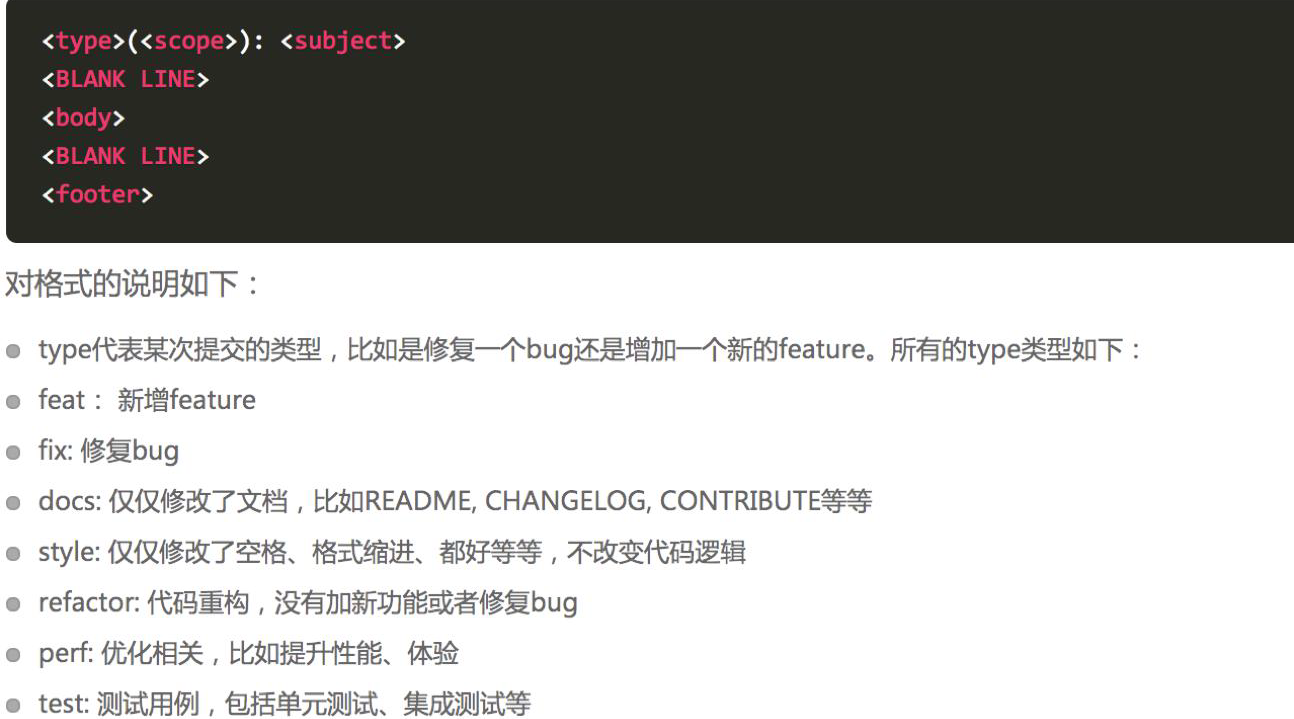 <type>(<scope>): <subject>
<BLANK LINE>
<body>
<BLANK LINE>
<footer>
对格式的说明如下：
type代表某次提交的类型，比如是修复一个bug还是增加一个新的feature。所有的type类型如下：
feat： 新增feature
fix: 修复bug
docs: 仅仅修改了文档，比如README, CHANGELOG, CONTRIBUTE等等
style: 仅仅修改了空格、格式缩进、都好等等，不改变代码逻辑
refactor: 代码重构，没有加新功能或者修复bug
perf: 优化相关，比如提升性能、体验
test: 测试用例，包括单元测试、集成测试等